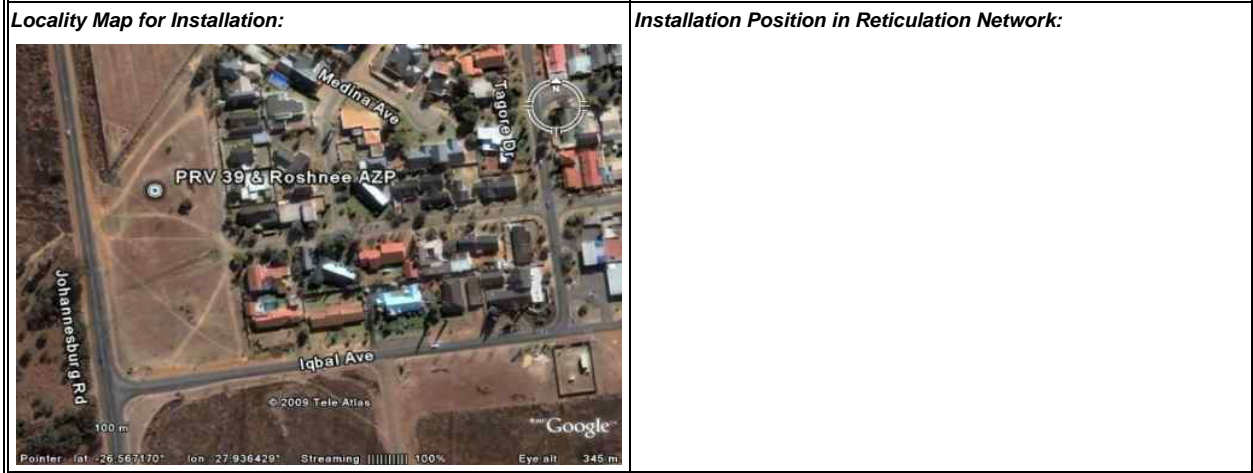 Locality Map for Installation:
Installation Position in Reticulation Network:
Medina Ave
Tagore Dr
N
PRV 39 & Roshnee AZP
Johannesburg Rd
Iqbal Ave
© 2009 Tele Atlas
100 m
Google
Pointer lat -26.567170° lon 27.936429° Streaming |||||||||| 100% Eye alt 345 m